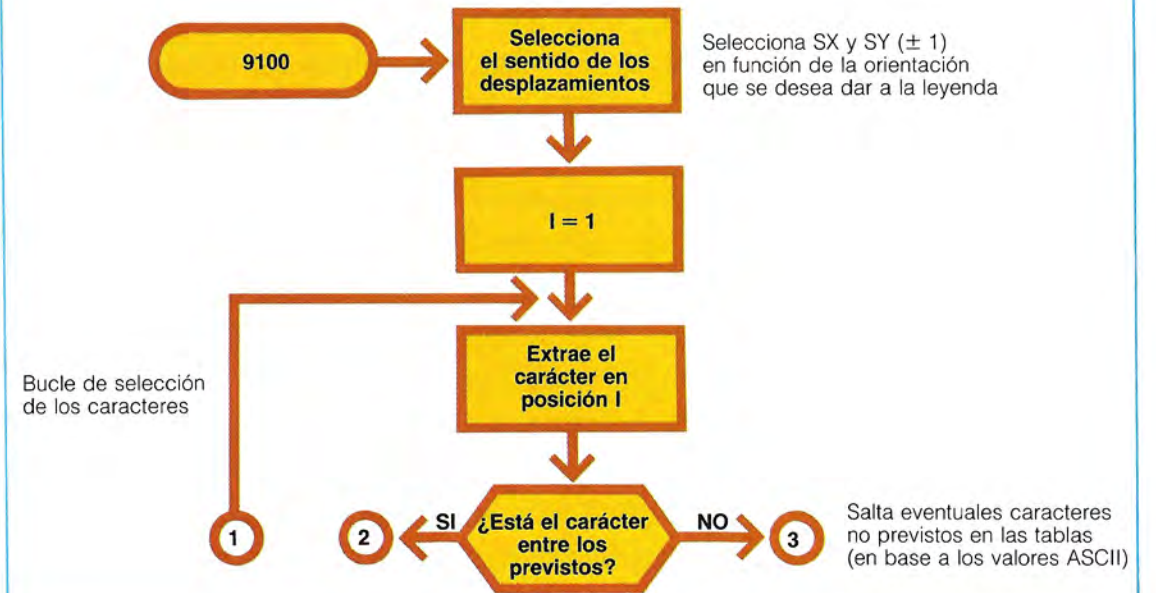 9100
Selecciona
el sentido de los
desplazamientos
Selecciona SX y SY (± 1)
en función de la orientación
que se desea dar a la leyenda
I = 1
Extrae el
carácter en
posición I
Bucle de selección
de los caracteres
1
2
SI
¿Está el carácter
entre los
previstos?
NO
3
Salta eventuales caracteres
no previstos en las tablas
(en base a los valores ASCII)